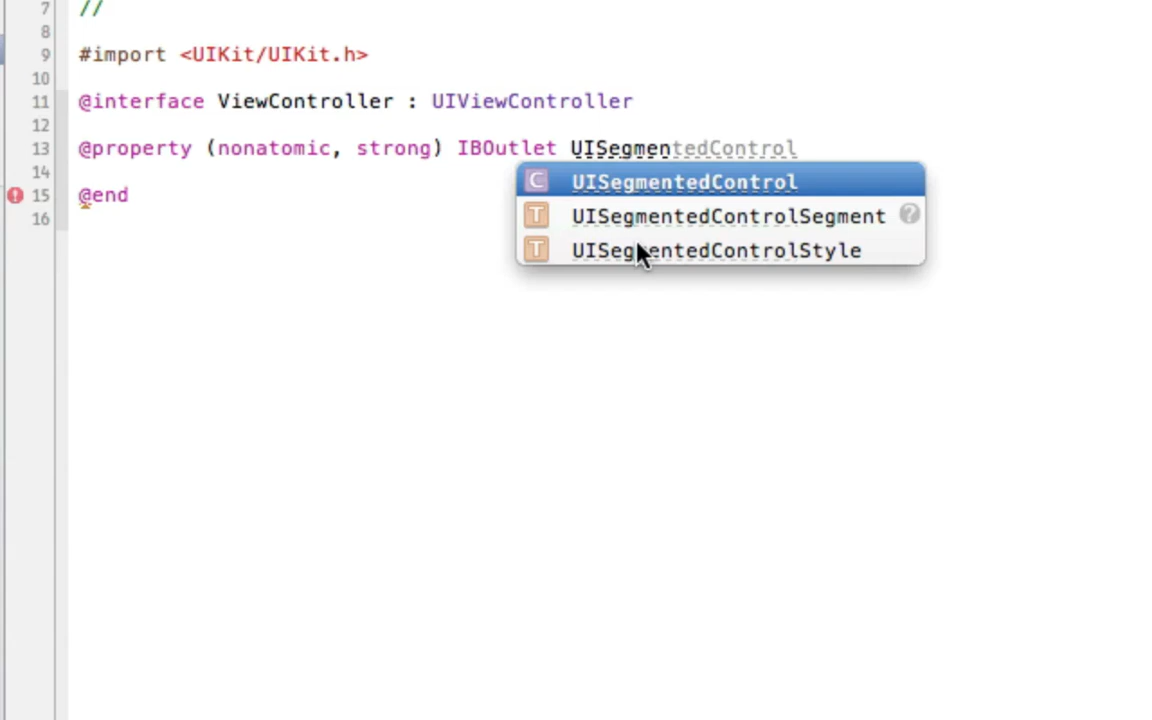 7 //
8
9 #import <UIKit/UIKit.h>
10
11 @interface ViewController : UIViewController
12
13 @property (nonatomic, strong) IBOutlet UISegmentedControl
14
C UISegmentedControl
15 @end
T UISegmentedControlSegment ?
16
T UISegmentedControlStyle